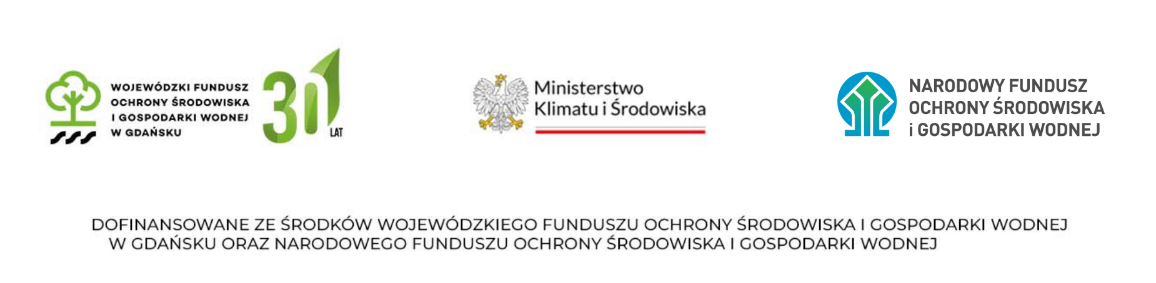 WOJEWÓDZKI FUNDUSZ
OCHRONY ŚRODOWISKA
I GOSPODARKI WODNEJ
W GDAŃSKU
30
LAT
Ministerstwo
Klimatu i Środowiska
NARODOWY FUNDUSZ
OCHRONY ŚRODOWISKA
i GOSPODARKI WODNEJ
DOFINANSOWANE ZE ŚRODKÓW WOJEWÓDZKIEGO FUNDUSZU OCHRONY ŚRODOWISKA I GOSPODARKI WODNEJ
W GDAŃSKU ORAZ NARODOWEGO FUNDUSZU OCHRONY ŚRODOWISKA I GOSPODARKI WODNEJ